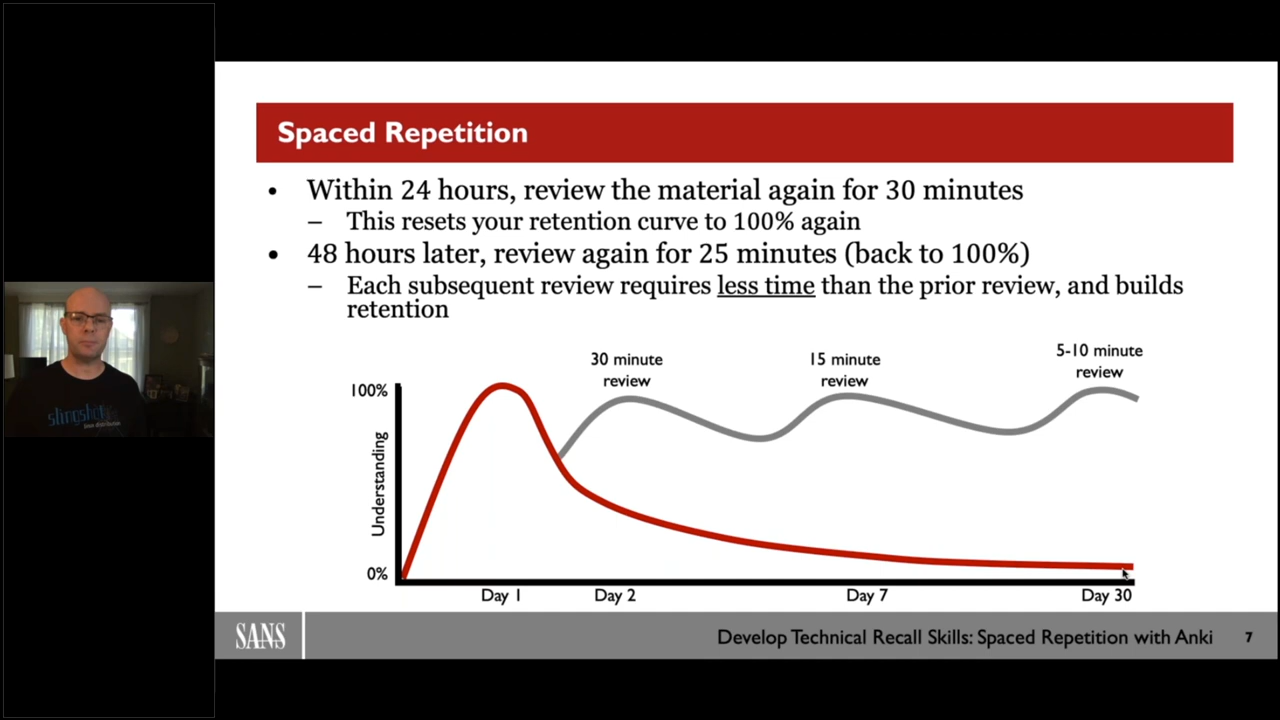 Spaced Repetition
• Within 24 hours, review the material again for 30 minutes
– This resets your retention curve to 100% again
• 48 hours later, review again for 25 minutes (back to 100%)
– Each subsequent review requires less time than the prior review, and builds
retention
30 minute
review
15 minute
review
5-10 minute
review
100%
Understanding
0%
Day 1
Day 2
Day 7
Day 30
slingshot
SANS
Develop Technical Recall Skills: Spaced Repetition with Anki
7